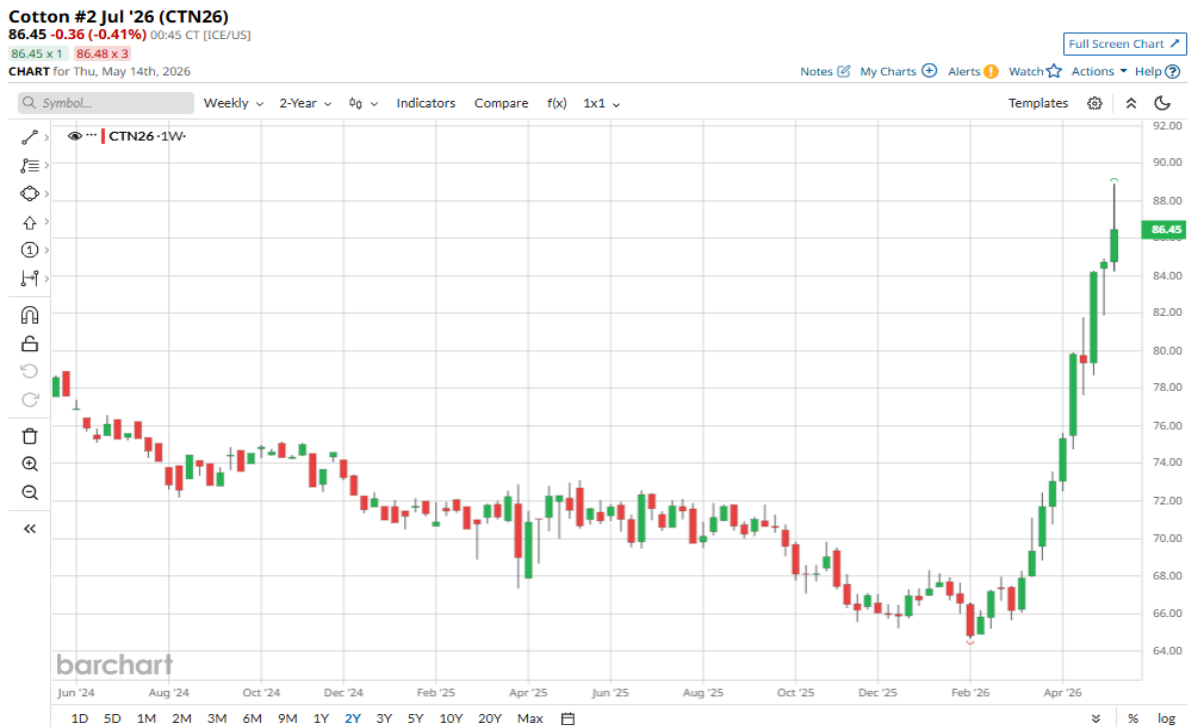 Cotton #2 Jul '26 (CTN26)
86.45 -0.36 (-0.41%) 00:45 CT [ICE/US]
86.45 x 1 86.48 x 3
Full Screen Chart
CHART for Thu, May 14th, 2026
Notes My Charts Alerts Watch Actions Help
Symbol... Weekly 2-Year Indicators Compare f(x) 1x1 Templates
CTN26 ·1W·
92.00
90.00
88.00
86.45
86.00
84.00
82.00
80.00
78.00
76.00
74.00
72.00
70.00
68.00
66.00
64.00
barchart
Jun '24 Aug '24 Oct '24 Dec '24 Feb '25 Apr '25 Jun '25 Aug '25 Oct '25 Dec '25 Feb '26 Apr '26
1D 5D 1M 2M 3M 6M 9M 1Y 2Y 3Y 5Y 10Y 20Y Max % log